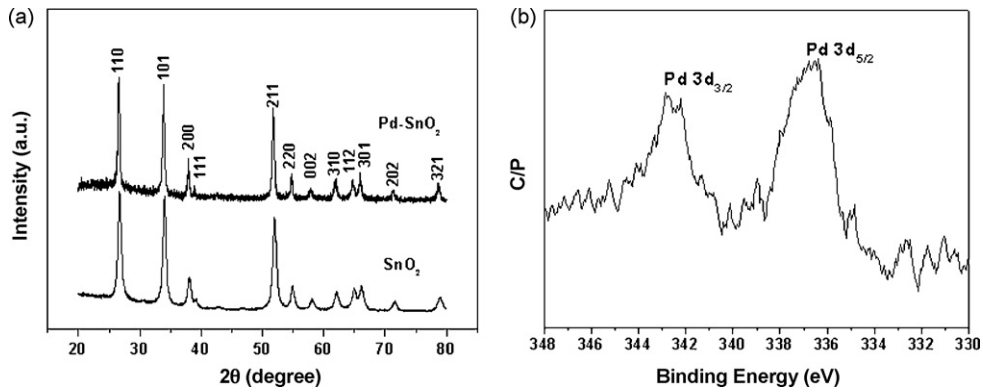 (a)
Intensity (a.u.)
110
101
200
111
211
220
002
310
112
301
202
321
Pd-SnO₂
SnO₂
20 30 40 50 60 70 80
2θ (degree)
(b)
C/P
Pd 3d₃/₂
Pd 3d₅/₂
348 346 344 342 340 338 336 334 332 330
Binding Energy (eV)